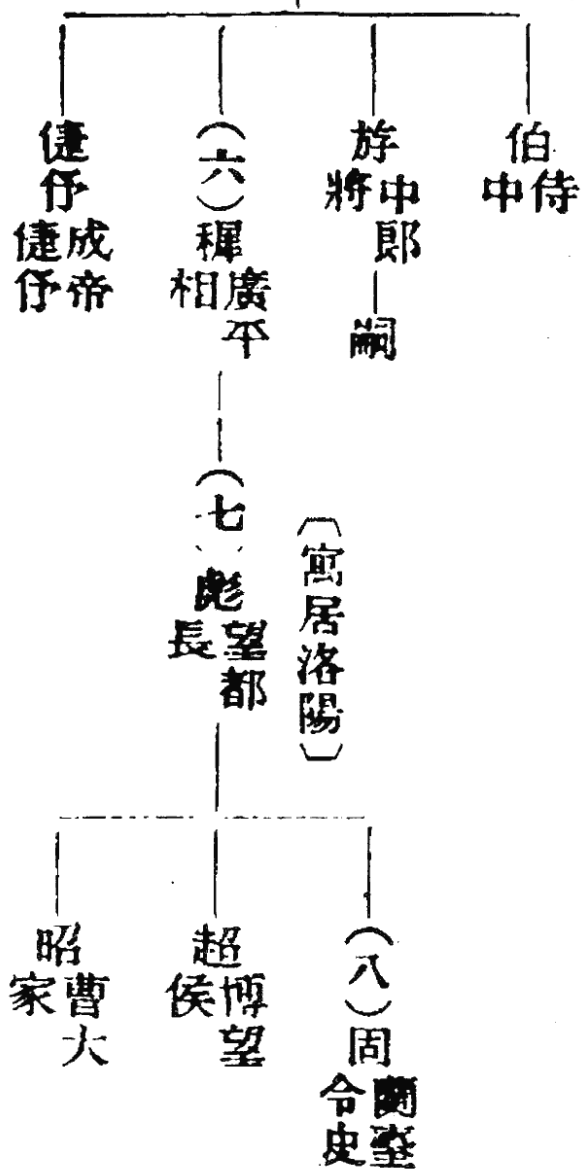 伯 侍中
斿 中郎將
嗣
(六)穉 廣平相
倢伃 成帝倢伃
〔寓居洛陽〕
(七)彪 望都長
(八)固 蘭臺令史
超 博望侯
昭 曹大家